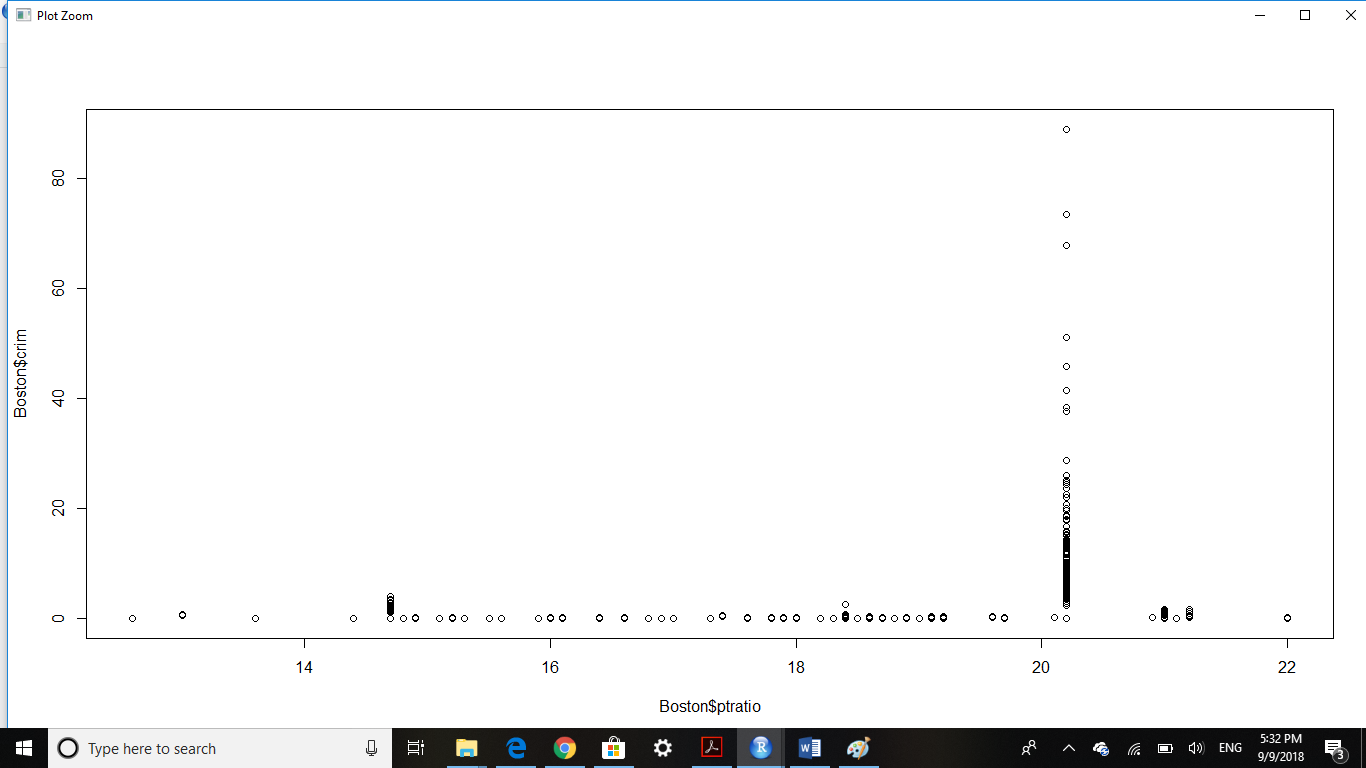 Plot Zoom
Boston$crim
80
60
40
20
0
14 16 18 20 22
Boston$ptratio
Type here to search
ENG
5:32 PM
9/9/2018
3